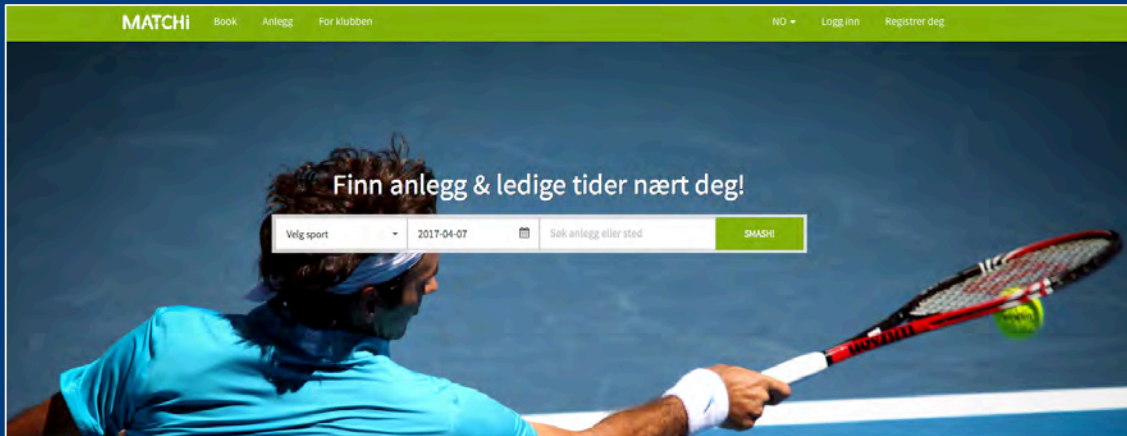 MATCHi Book Anlegg For klubben NO Logg inn Registrer deg
Finn anlegg & ledige tider nært deg!
Velg sport 2017-04-07 Søk anlegg eller sted SMASH!
Wilson